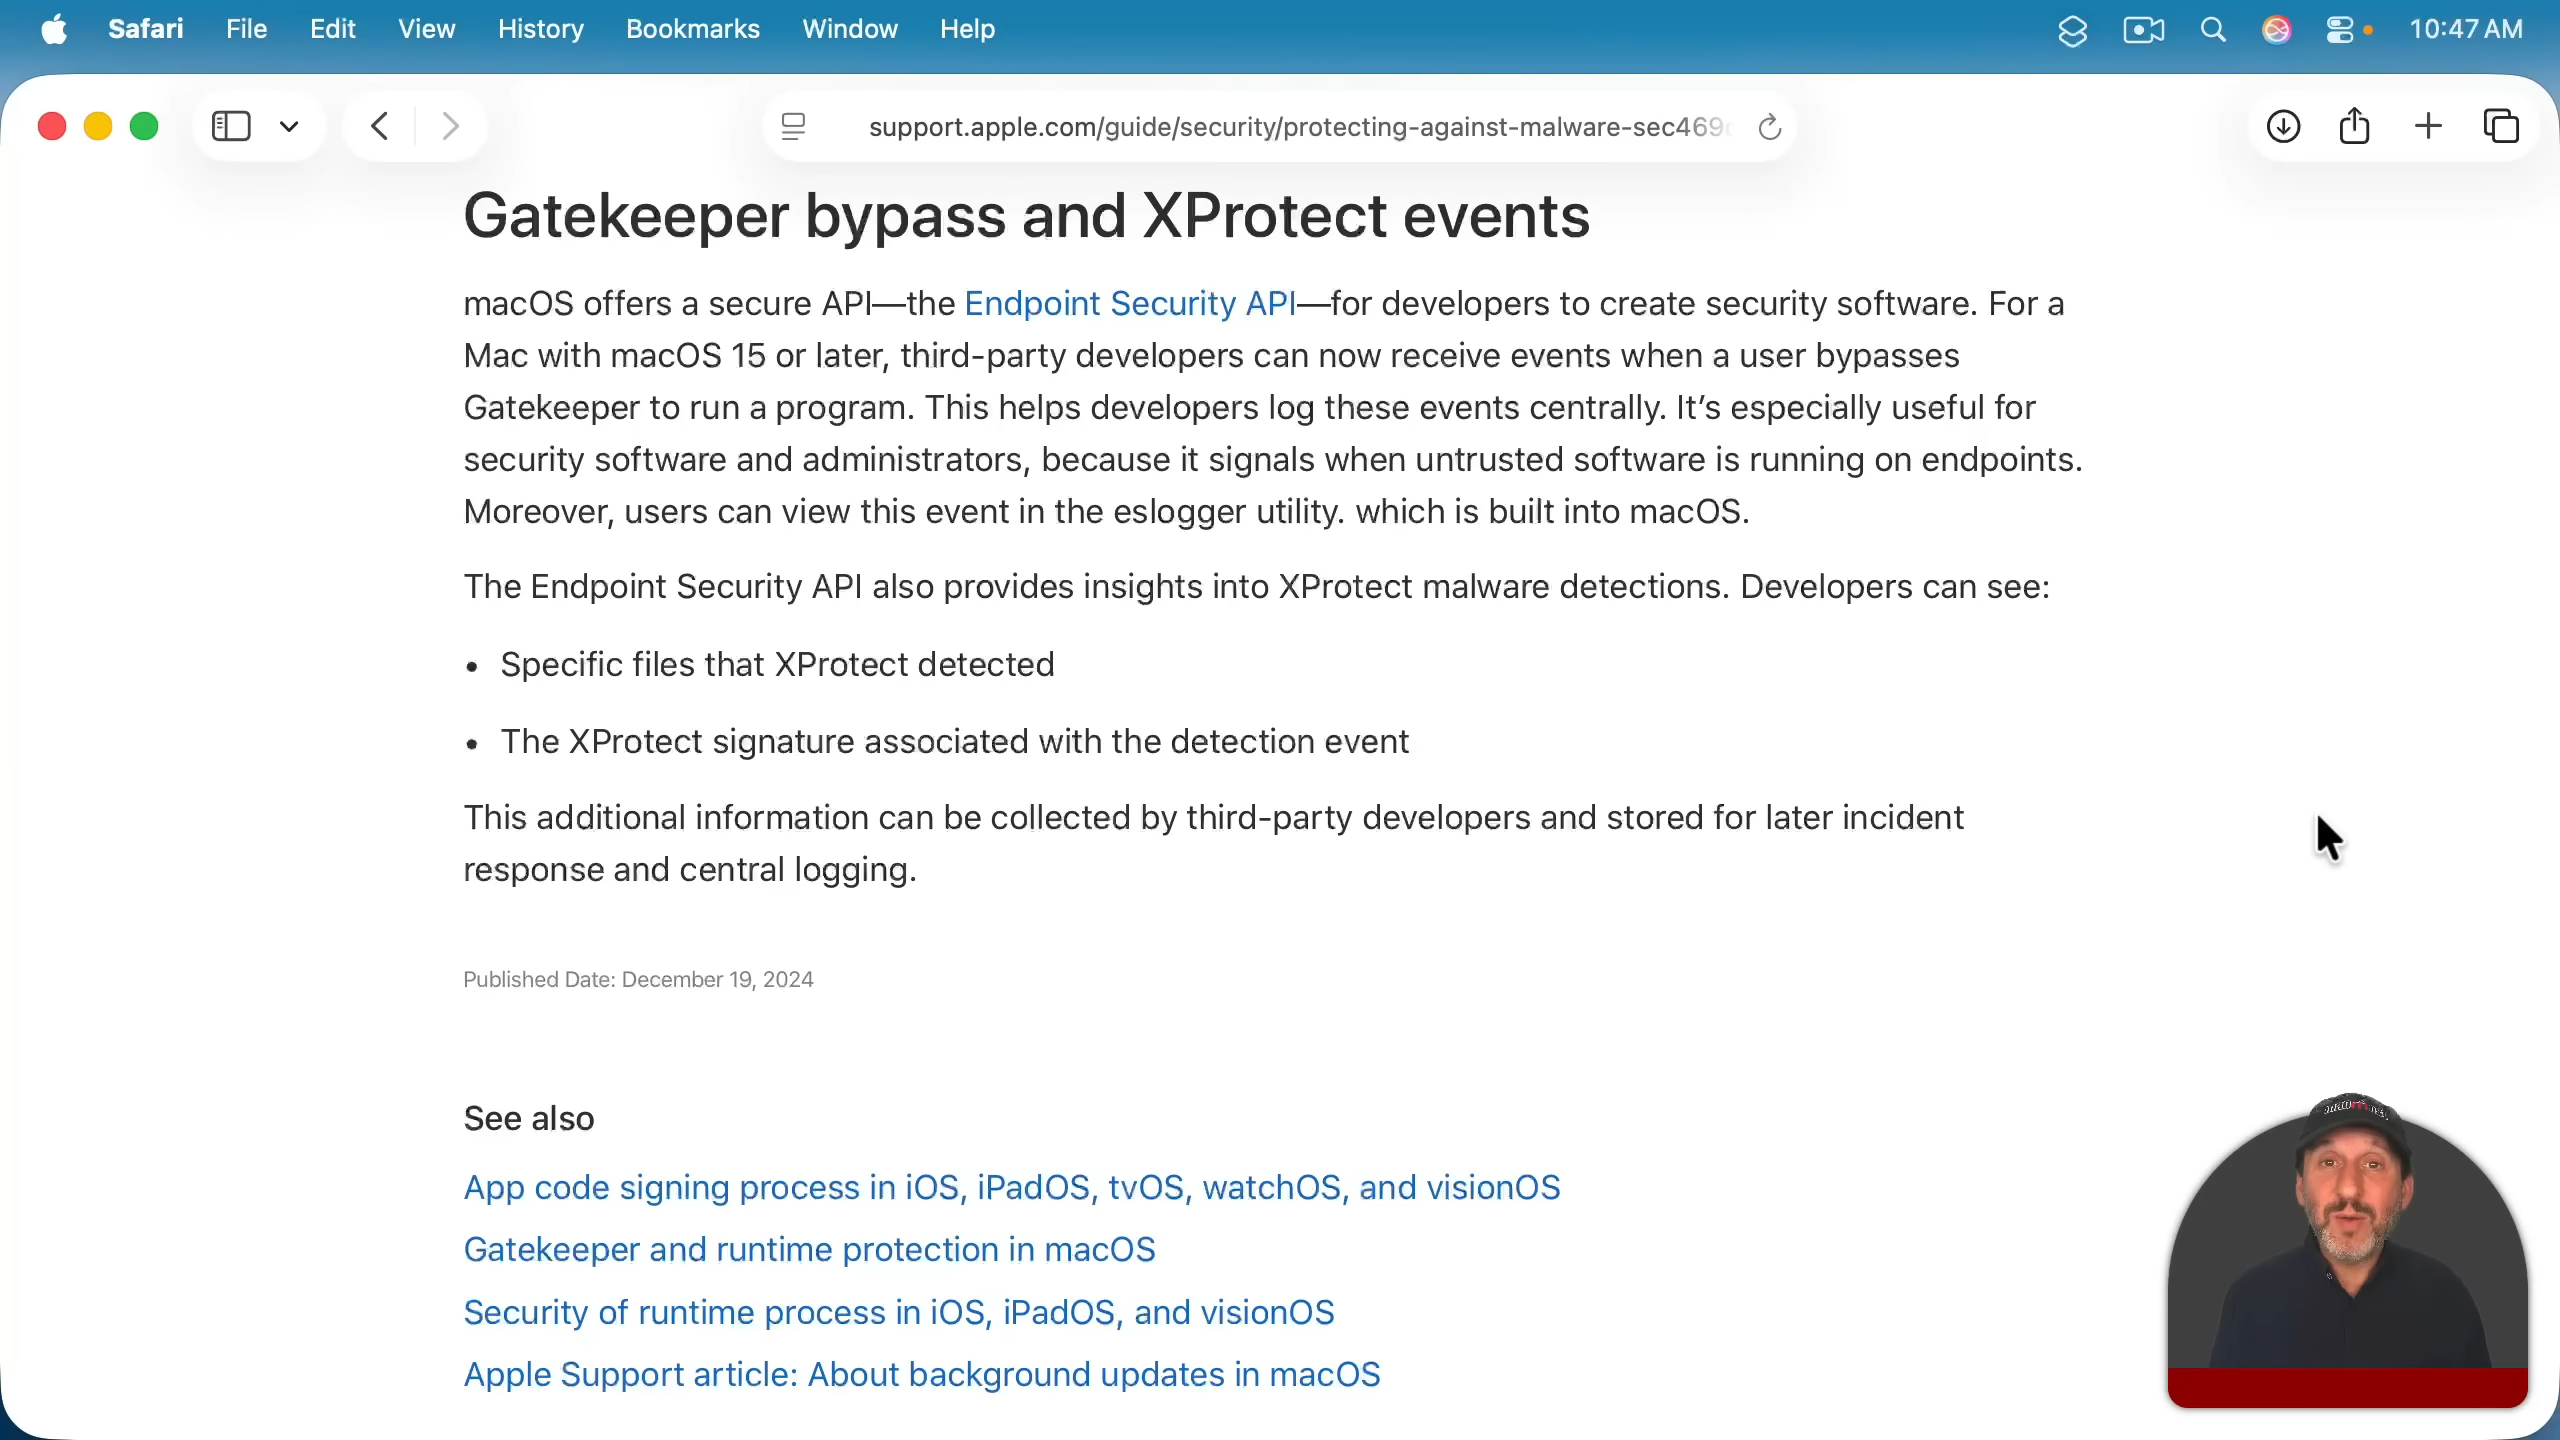 Safari File Edit View History Bookmarks Window Help 10:47 AM
support.apple.com/guide/security/protecting-against-malware-sec469
Gatekeeper bypass and XProtect events
macOS offers a secure API—the Endpoint Security API—for developers to create security software. For a
Mac with macOS 15 or later, third-party developers can now receive events when a user bypasses
Gatekeeper to run a program. This helps developers log these events centrally. It’s especially useful for
security software and administrators, because it signals when untrusted software is running on endpoints.
Moreover, users can view this event in the eslogger utility. which is built into macOS.
The Endpoint Security API also provides insights into XProtect malware detections. Developers can see:
• Specific files that XProtect detected
• The XProtect signature associated with the detection event
This additional information can be collected by third-party developers and stored for later incident
response and central logging.
Published Date: December 19, 2024
See also
App code signing process in iOS, iPadOS, tvOS, watchOS, and visionOS
Gatekeeper and runtime protection in macOS
Security of runtime process in iOS, iPadOS, and visionOS
Apple Support article: About background updates in macOS